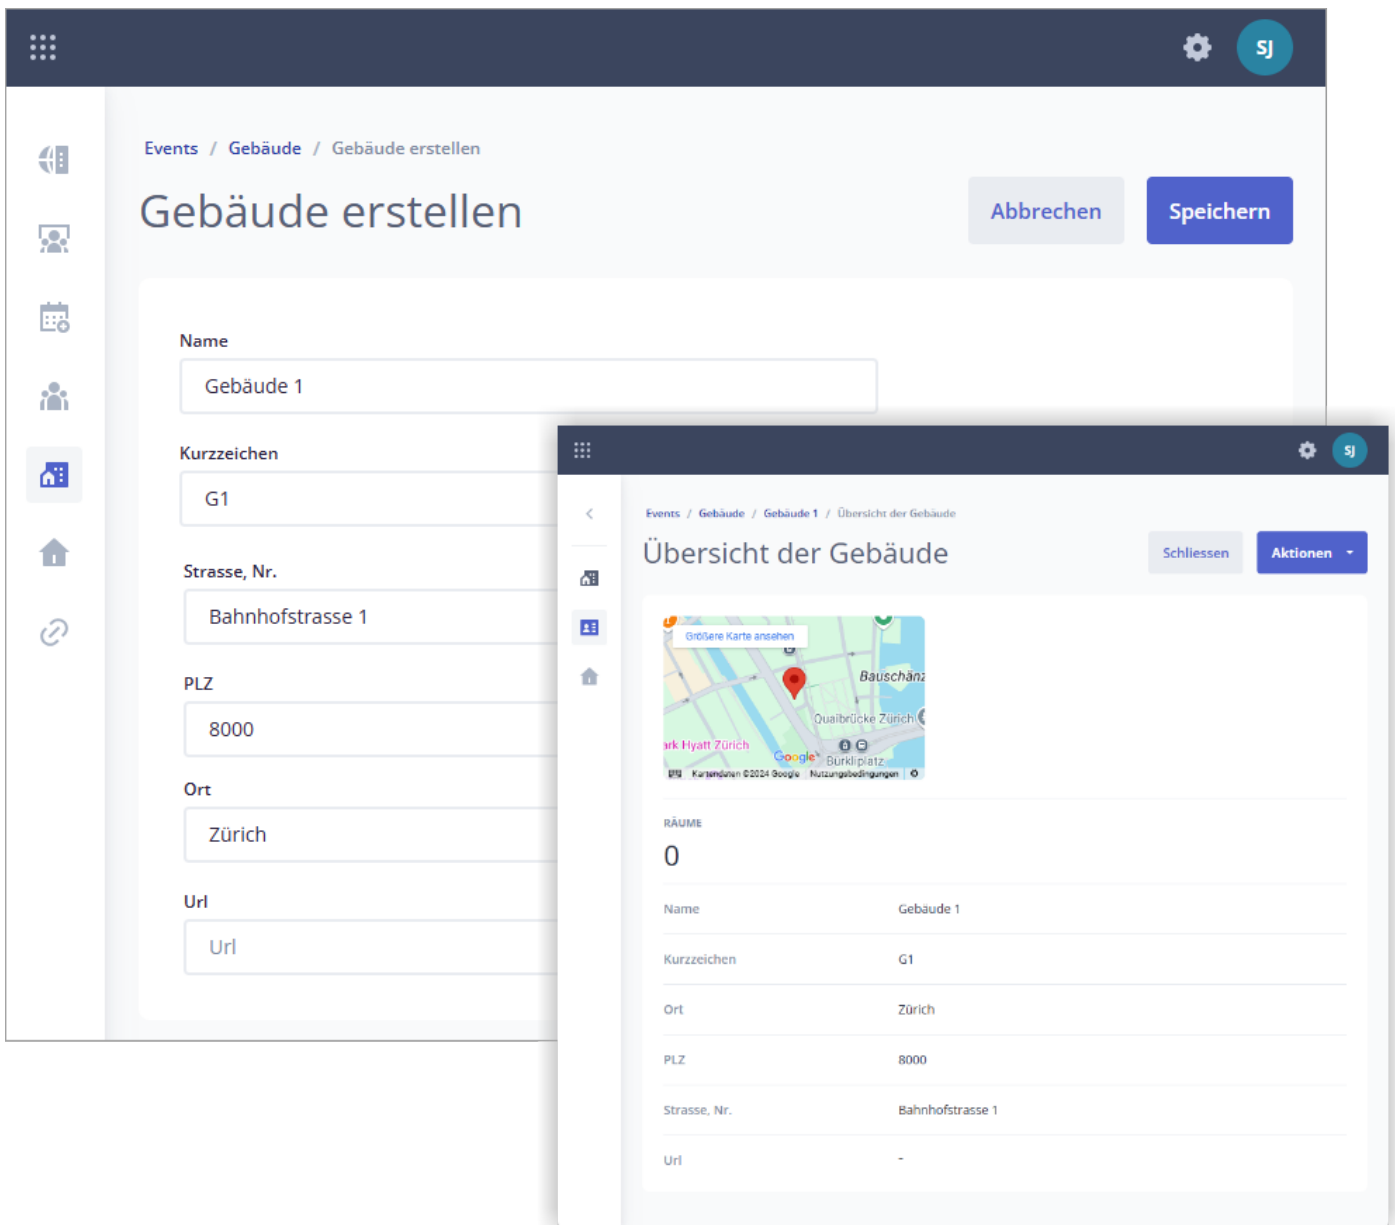 SJ
Events / Gebäude / Gebäude erstellen
Gebäude erstellen
Abbrechen
Speichern
Name
Gebäude 1
Kurzzeichen
G1
Strasse, Nr.
Bahnhofstrasse 1
PLZ
8000
Ort
Zürich
Url
Url
SJ
Events / Gebäude / Gebäude 1 / Übersicht der Gebäude
Übersicht der Gebäude
Schliessen
Aktionen
Größere Karte ansehen
Bauschänz
Quaibrücke Zürich
ark Hyatt Zürich
Google
Bürkliplatz
Kartendaten ©2024 Google
Nutzungsbedingungen
RÄUME
0
Name Gebäude 1
Kurzzeichen G1
Ort Zürich
PLZ 8000
Strasse, Nr. Bahnhofstrasse 1
Url -